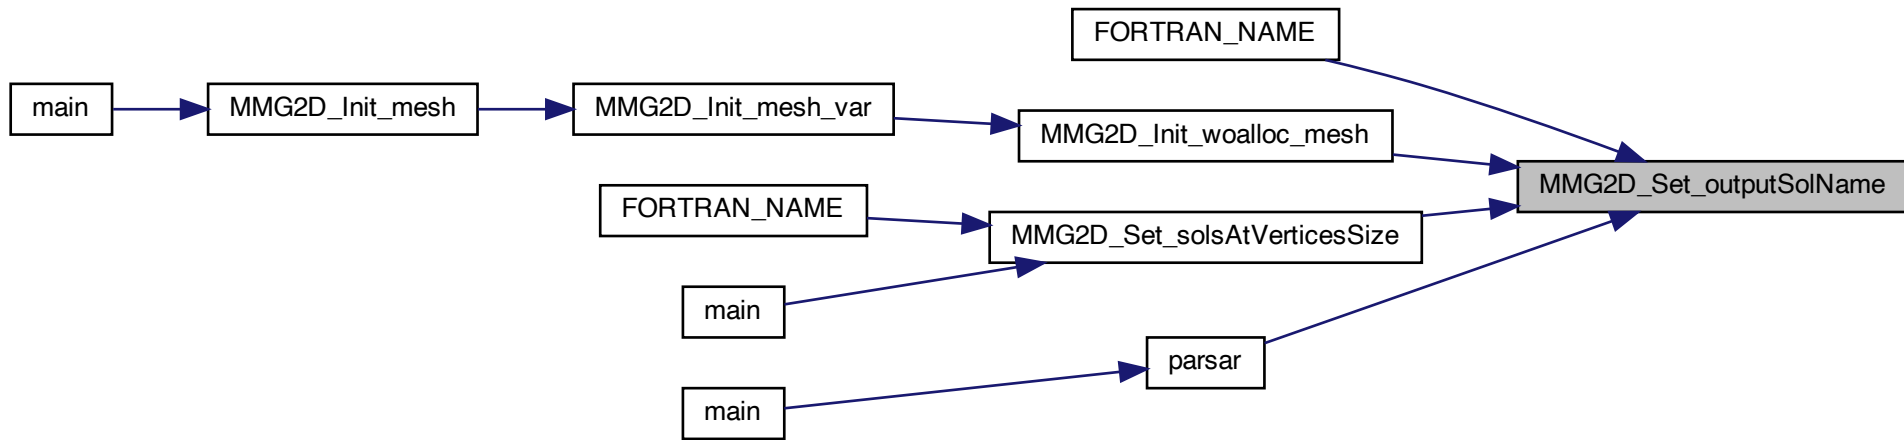 FORTRAN_NAME
main
MMG2D_Init_mesh
MMG2D_Init_mesh_var
MMG2D_Init_woalloc_mesh
MMG2D_Set_outputSolName
FORTRAN_NAME
MMG2D_Set_solsAtVerticesSize
main
parsar
main